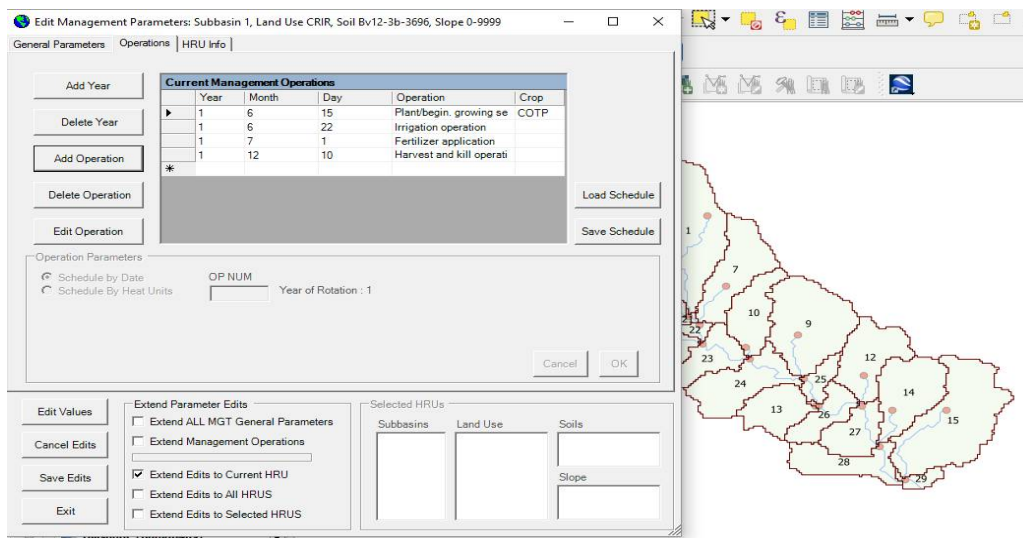 Edit Management Parameters: Subbasin 1, Land Use CRIR, Soil Bv12-3b-3696, Slope 0-9999
General Parameters Operations HRU Info
Add Year
Delete Year
Add Operation
Delete Operation
Edit Operation
Current Management Operations
Year Month Day Operation Crop
1 6 15 Plant/begin. growing se COTP
1 6 22 Irrigation operation
1 7 1 Fertilizer application
1 12 10 Harvest and kill operati
Load Schedule
Save Schedule
Operation Parameters
Schedule by Date
Schedule By Heat Units
OP NUM
Year of Rotation : 1
Cancel OK
Edit Values
Cancel Edits
Save Edits
Exit
Extend Parameter Edits
Extend ALL MGT General Parameters
Extend Management Operations
Extend Edits to Current HRU
Extend Edits to All HRUS
Extend Edits to Selected HRUS
Selected HRUs
Subbasins Land Use Soils
Slope
1
7
10
9
22
23
12
24
25
14
13
26
15
27
28
29